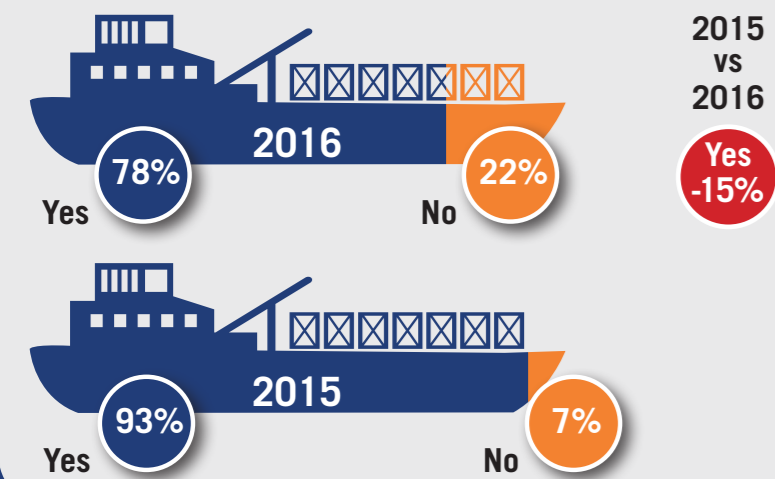 2016
78%
22%
Yes
No
2015
vs
2016
Yes
-15%
2015
93%
7%
Yes
No